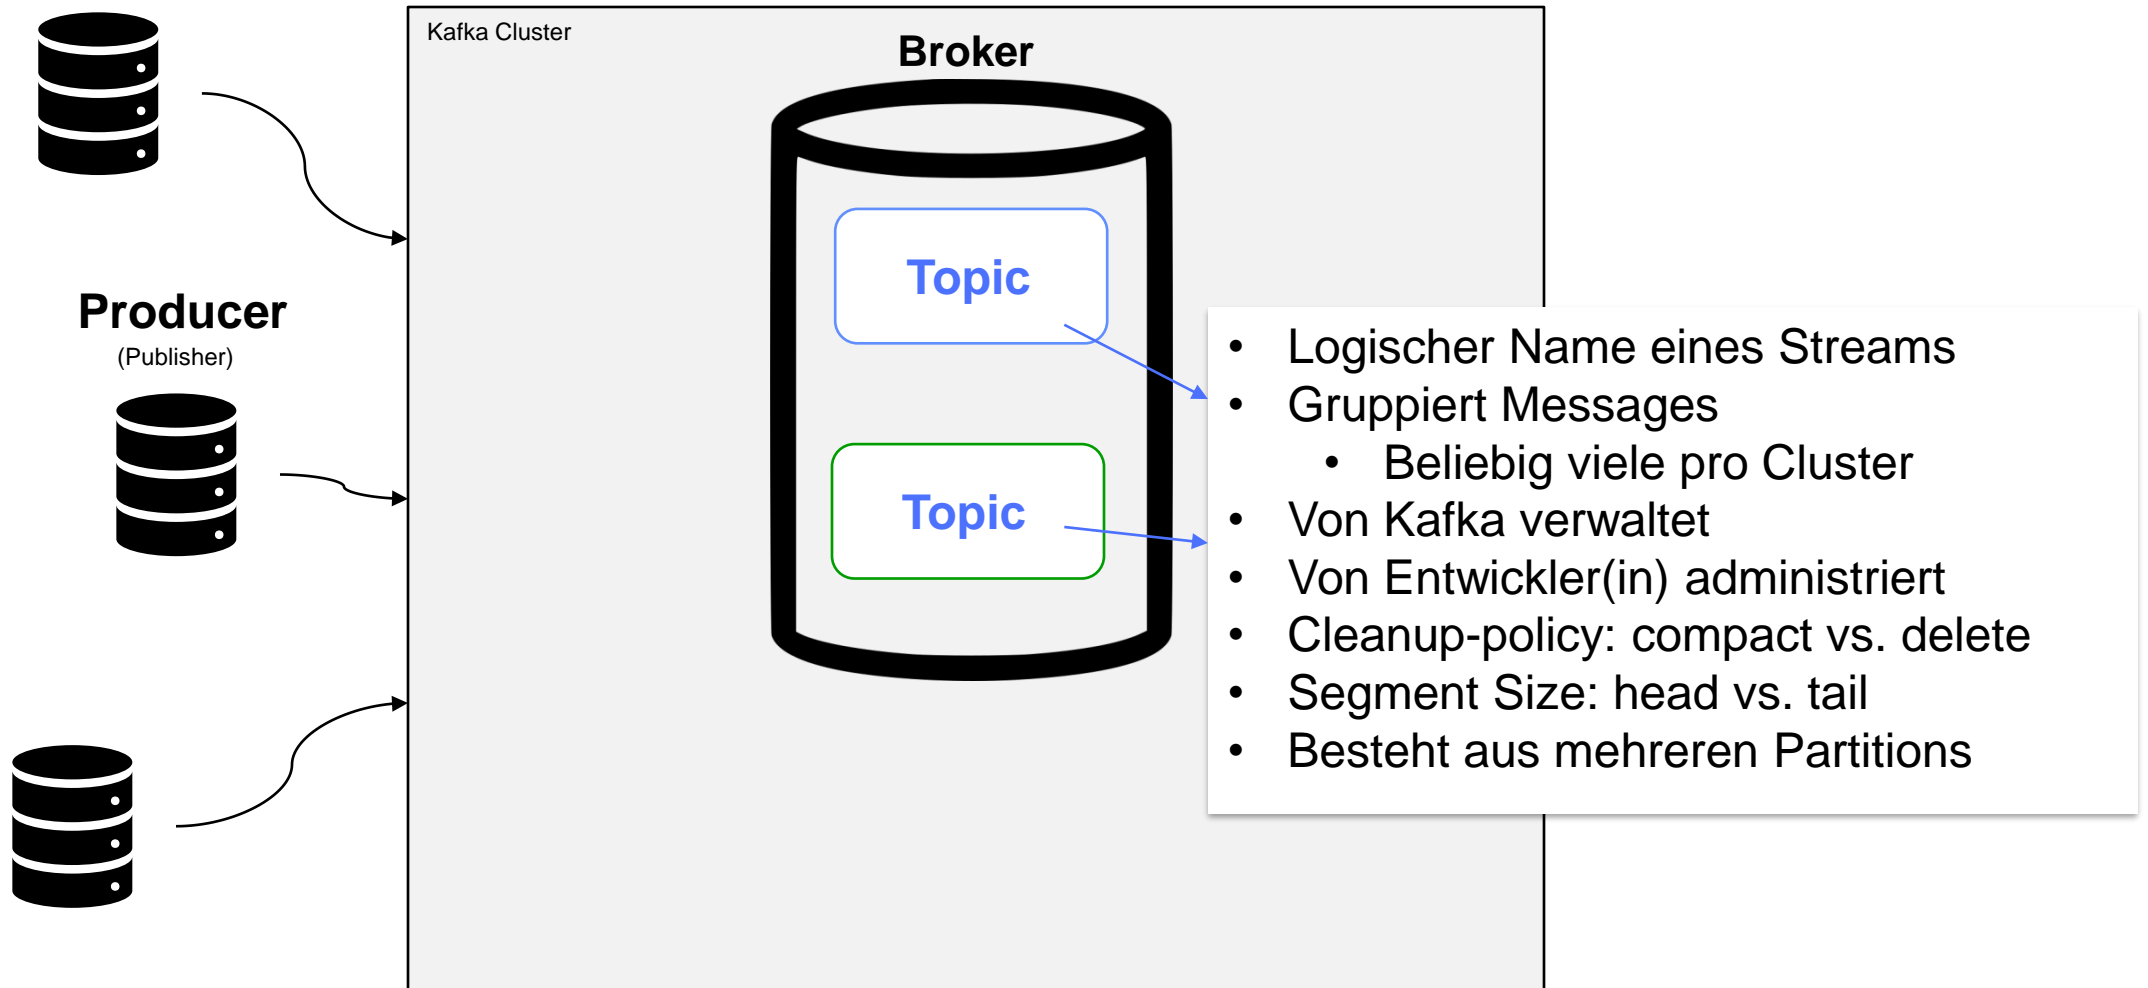 Kafka Cluster
Broker
Topic
Producer
(Publisher)
Topic
• Logischer Name eines Streams
• Gruppiert Messages
• Beliebig viele pro Cluster
• Von Kafka verwaltet
• Von Entwickler(in) administriert
• Cleanup-policy: compact vs. delete
• Segment Size: head vs. tail
• Besteht aus mehreren Partitions